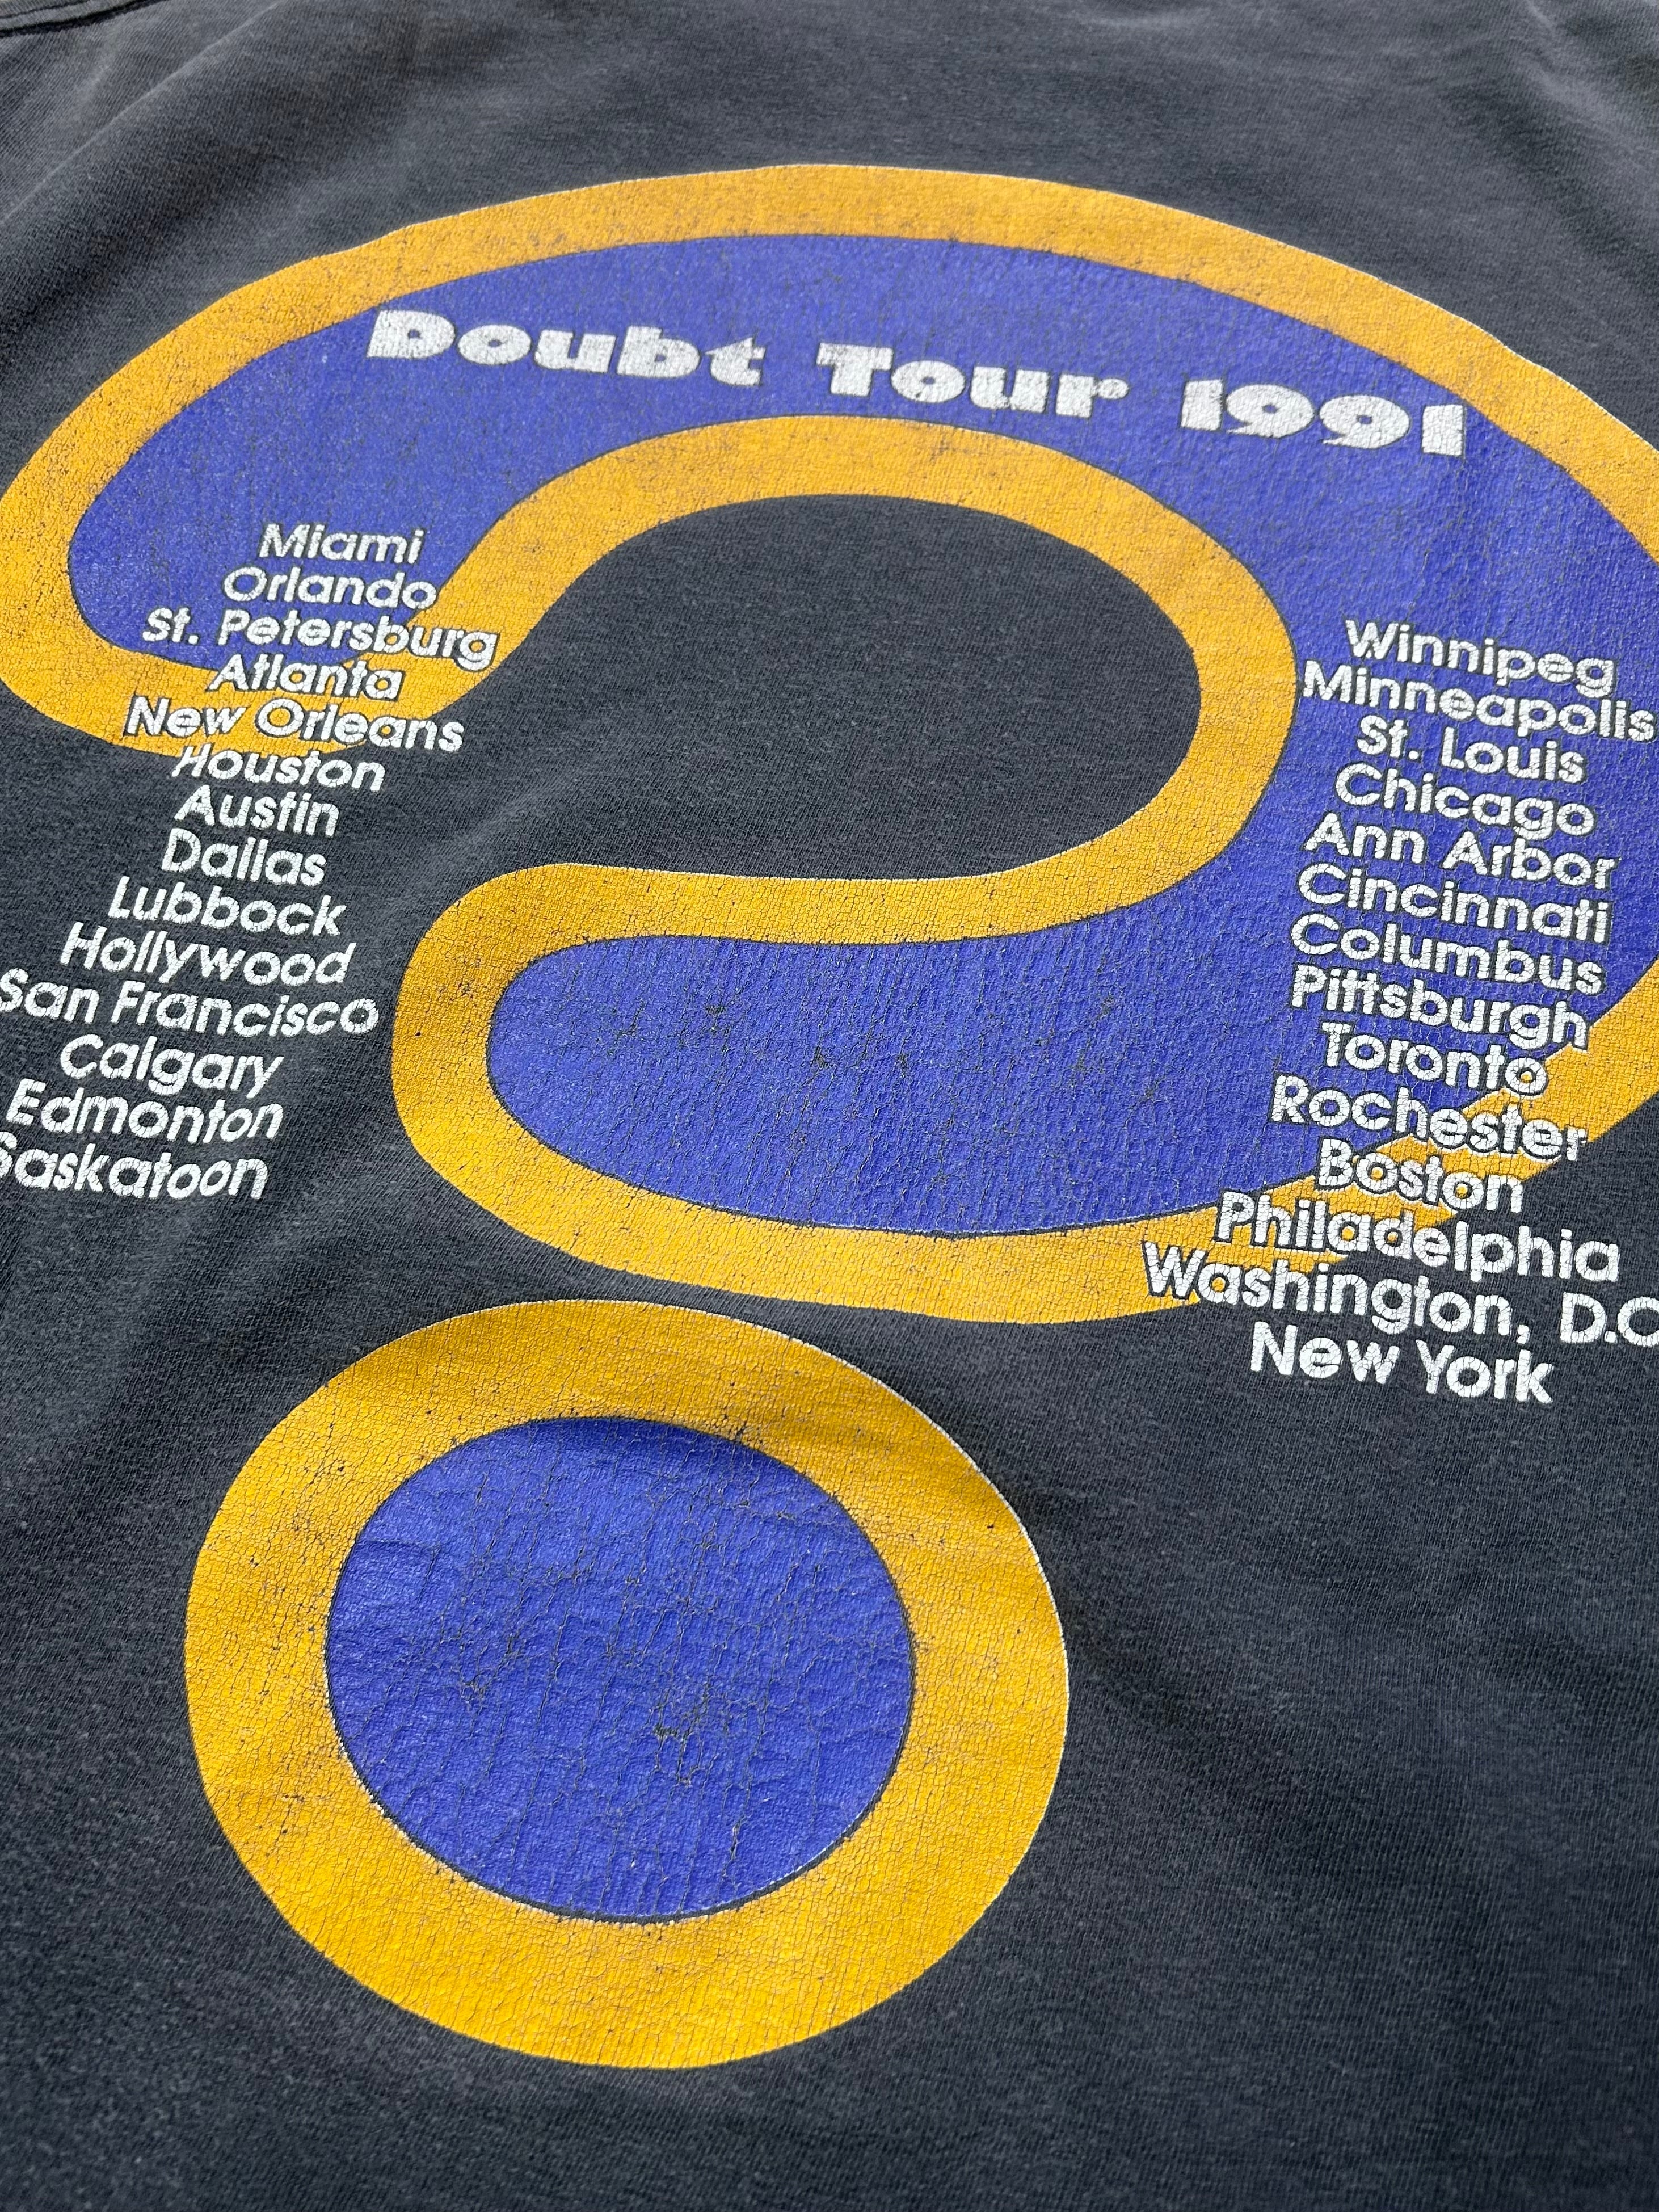 Doubt Tour 1991
Miami
Orlando
St. Petersburg
Atlanta
New Orleans
Houston
Austin
Dallas
Lubbock
Hollywood
San Francisco
Calgary
Edmonton
Saskatoon
Winnipeg
Minneapolis
St. Louis
Chicago
Ann Arbor
Cincinnati
Columbus
Pittsburgh
Toronto
Rochester
Boston
Philadelphia
Washington, D.C
New York